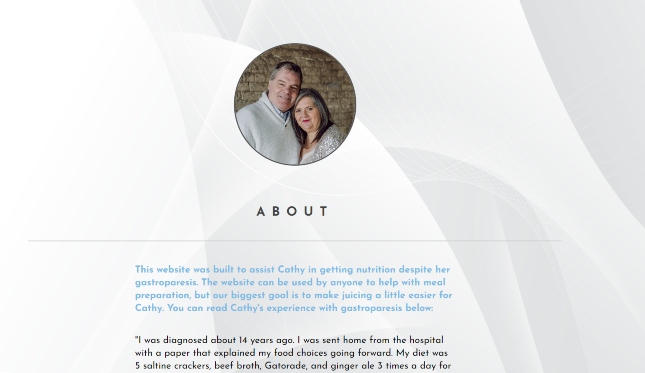 ABOUT
This website was built to assist Cathy in getting nutrition despite her
gastroparesis. The website can be used by anyone to help with meal
preparation, but our biggest goal is to make juicing a little easier for
Cathy. You can read Cathy's experience with gastroparesis below:
"I was diagnosed about 14 years ago. I was sent home from the hospital
with a paper that explained my food choices going forward. My diet was
5 saltine crackers, beef broth, Gatorade, and ginger ale 3 times a day for